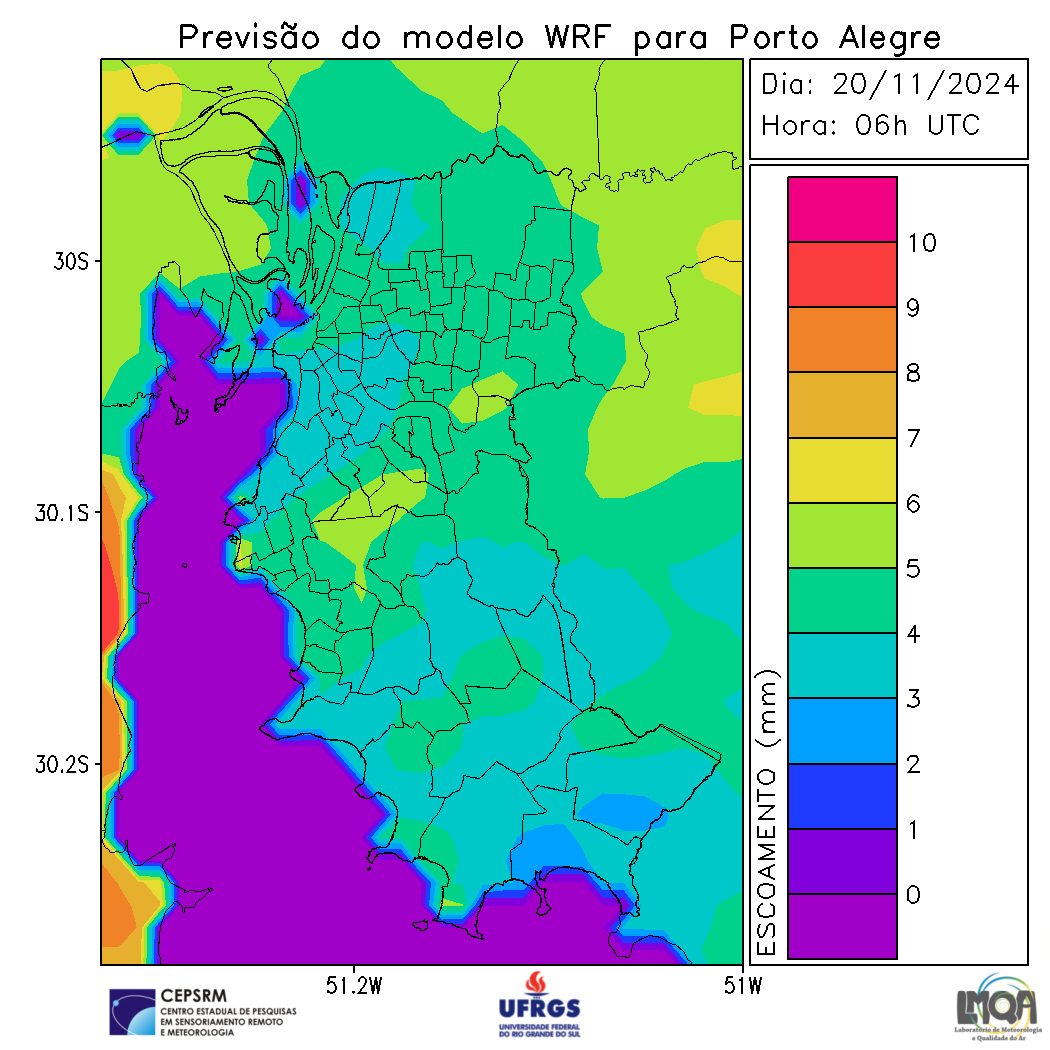 Previsão do modelo WRF para Porto Alegre
Dia: 20/11/2024
Hora: 06h UTC
30S
30.1S
30.2S
51.2W
51W
10
9
8
7
6
5
4
3
2
1
0
ESCOAMENTO (mm)
CEPSRM
CENTRO ESTADUAL DE PESQUISAS
EM SENSORIAMENTO REMOTO
E METEOROLOGIA
UFRGS
UNIVERSIDADE FEDERAL
DO RIO GRANDE DO SUL
LMQA
Laboratório de Meteorologia
e Qualidade do Ar